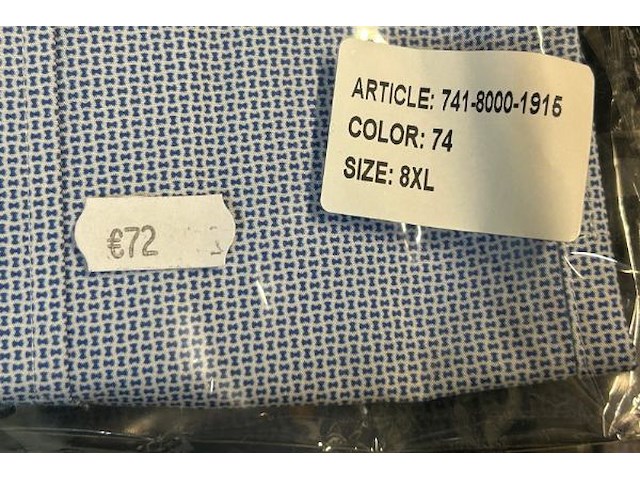 ARTICLE: 741-8000-1915
COLOR: 74
SIZE: 8XL
€72